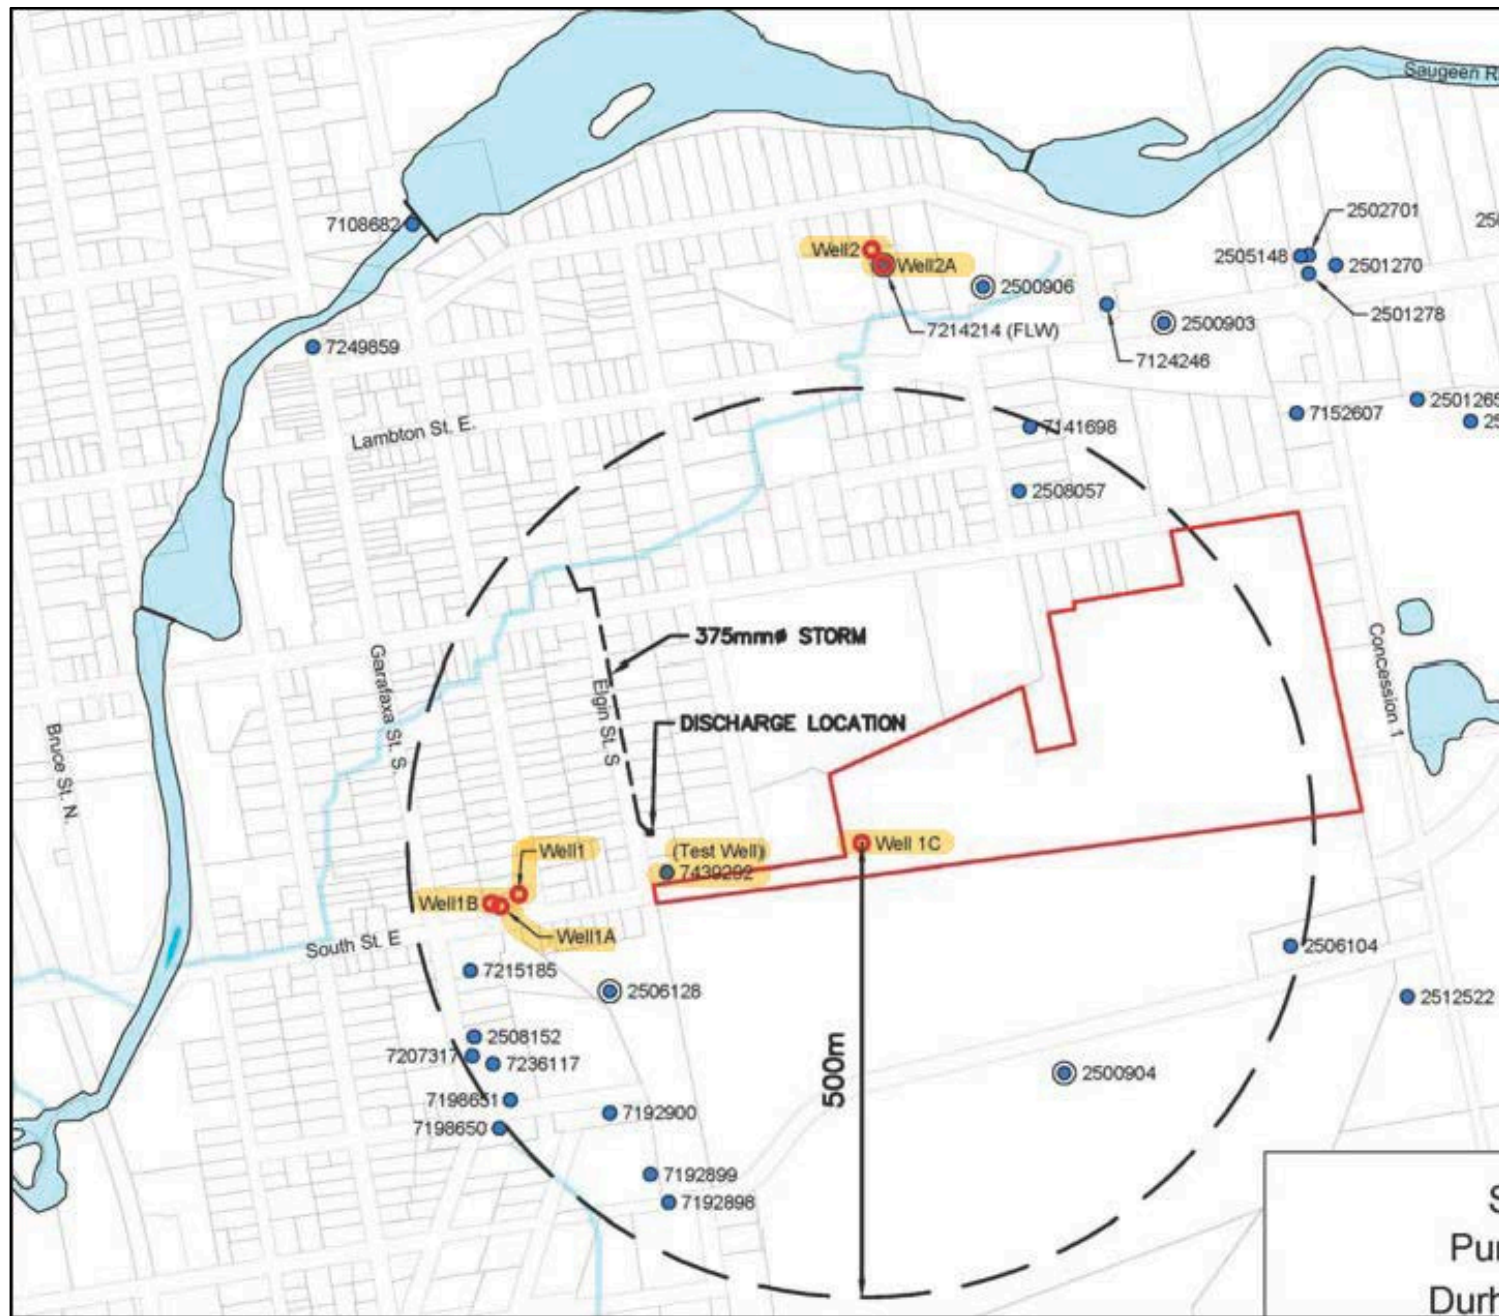 Saugeen R
7108682
2502701
2505148
2501270
Well2
Well2A
2500906
2501278
7214214 (FLW)
2500903
7124246
7249859
2501265
7152607
7141698
Lambton St. E.
2508057
375mmø STORM
Concession 1
Garafaxa St. S.
Elgin St. S
DISCHARGE LOCATION
Bruce St. N.
Well1
(Test Well)
Well 1C
7439292
Well1B
Well1A
South St. E
2506104
7215185
2506128
2512522
2508152
7207317
7236117
2500904
500m
7198651
7192900
7198650
7192899
7192898
S
Pur
Durh